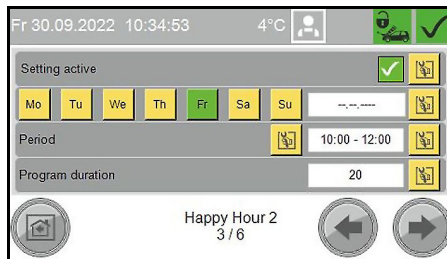 Fr 30.09.2022 10:34:53 4°C
Setting active
Mo Tu We Th Fr Sa Su --.--.----
Period 10:00 - 12:00
Program duration 20
Happy Hour 2
3 / 6